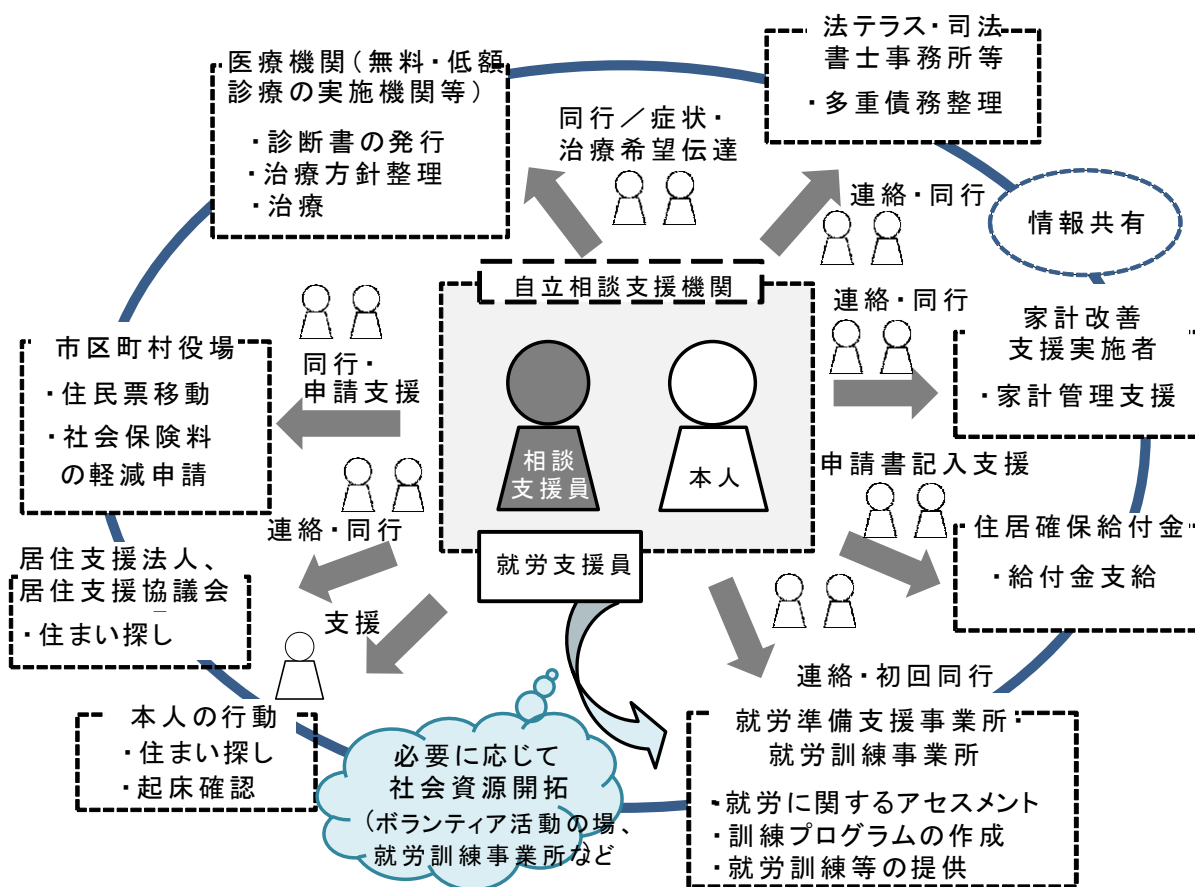 法テラス・司法
書士事務所等
・多重債務整理
医療機関(無料・低額
診療の実施機関等)
・診断書の発行
・治療方針整理
・治療
同行/症状・
治療希望伝達
連絡・同行
情報共有
自立相談支援機関
連絡・同行
家計改善
支援実施者
・家計管理支援
市区町村役場
・住民票移動
・社会保険料
の軽減申請
同行・
申請支援
相談
支援員
本人
申請書記入支援
連絡・同行
住居確保給付金
・給付金支給
居住支援法人、
居住支援協議会
・住まい探し
就労支援員
支援
連絡・初回同行
本人の行動
・住まい探し
・起床確認
必要に応じて
社会資源開拓
(ボランティア活動の場、
就労訓練事業所など
就労準備支援事業所・
就労訓練事業所
・就労に関するアセスメント
・訓練プログラムの作成
・就労訓練等の提供